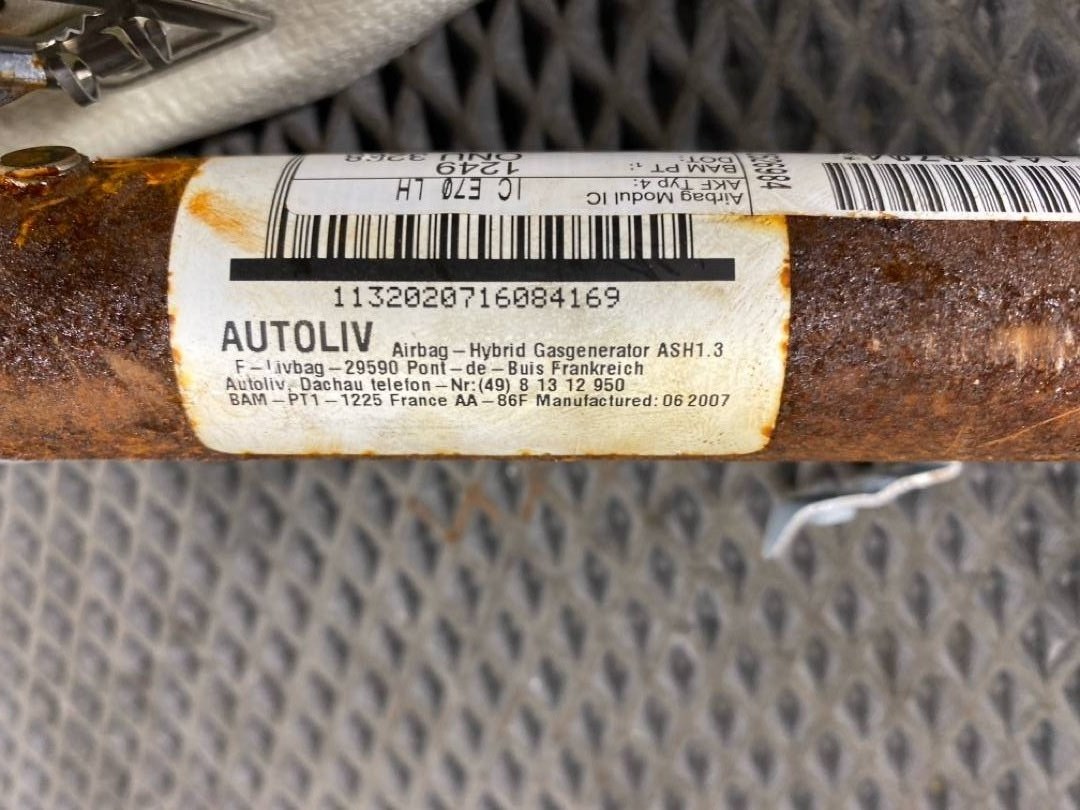 1132020716084169
AUTOLIV Airbag-Hybrid Gasgenerator ASH1.3
F-Livbag-29590 Pont-de-Buis Frankreich
Autoliv, Dachau telefon-Nr:(49) 8 13 12 950
BAM-PT1-1225 France AA-86F Manufactured: 06 2007
Airbag Modul IC
AKF Typ 4: IC E70 LH
BAM PT.: 1249
DOT: